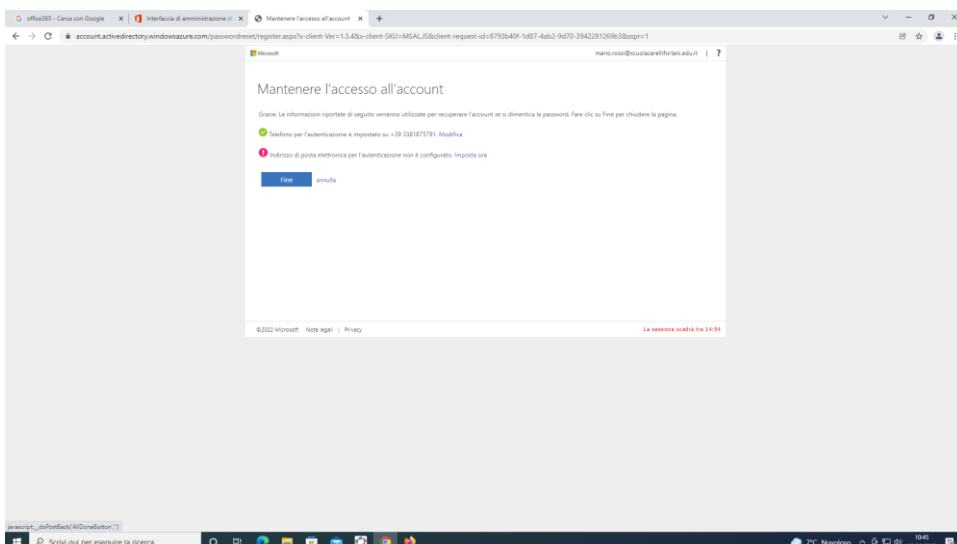 office365 - Cerca con Google
Interfaccia di amministrazione di
Mantenere l'accesso all'account
account.activedirectory.windowsazure.com/passwordreset/register.aspx?x-client-Ver=1.3.4&x-client-SKU=MSAL.JS&client-request-id=8793b40f-1d87-4ab2-9d70-3942281269b3&sspr=1
Microsoft
mario.rossi@scuolacarelliforlani.edu.it | ?
Mantenere l'accesso all'account
Grazie. Le informazioni riportate di seguito verranno utilizzate per recuperare l'account se si dimentica la password. Fare clic su Fine per chiudere la pagina.
Telefono per l'autenticazione è impostato su +39 3381875791. Modifica
! Indirizzo di posta elettronica per l'autenticazione non è configurato. Imposta ora
Fine
annulla
©2022 Microsoft Note legali | Privacy
La sessione scadrà tra 14:54
javascript:__doPostBack('AllDoneButton','')
Scrivi qui per eseguire la ricerca
7°C Nuvoloso
10:45